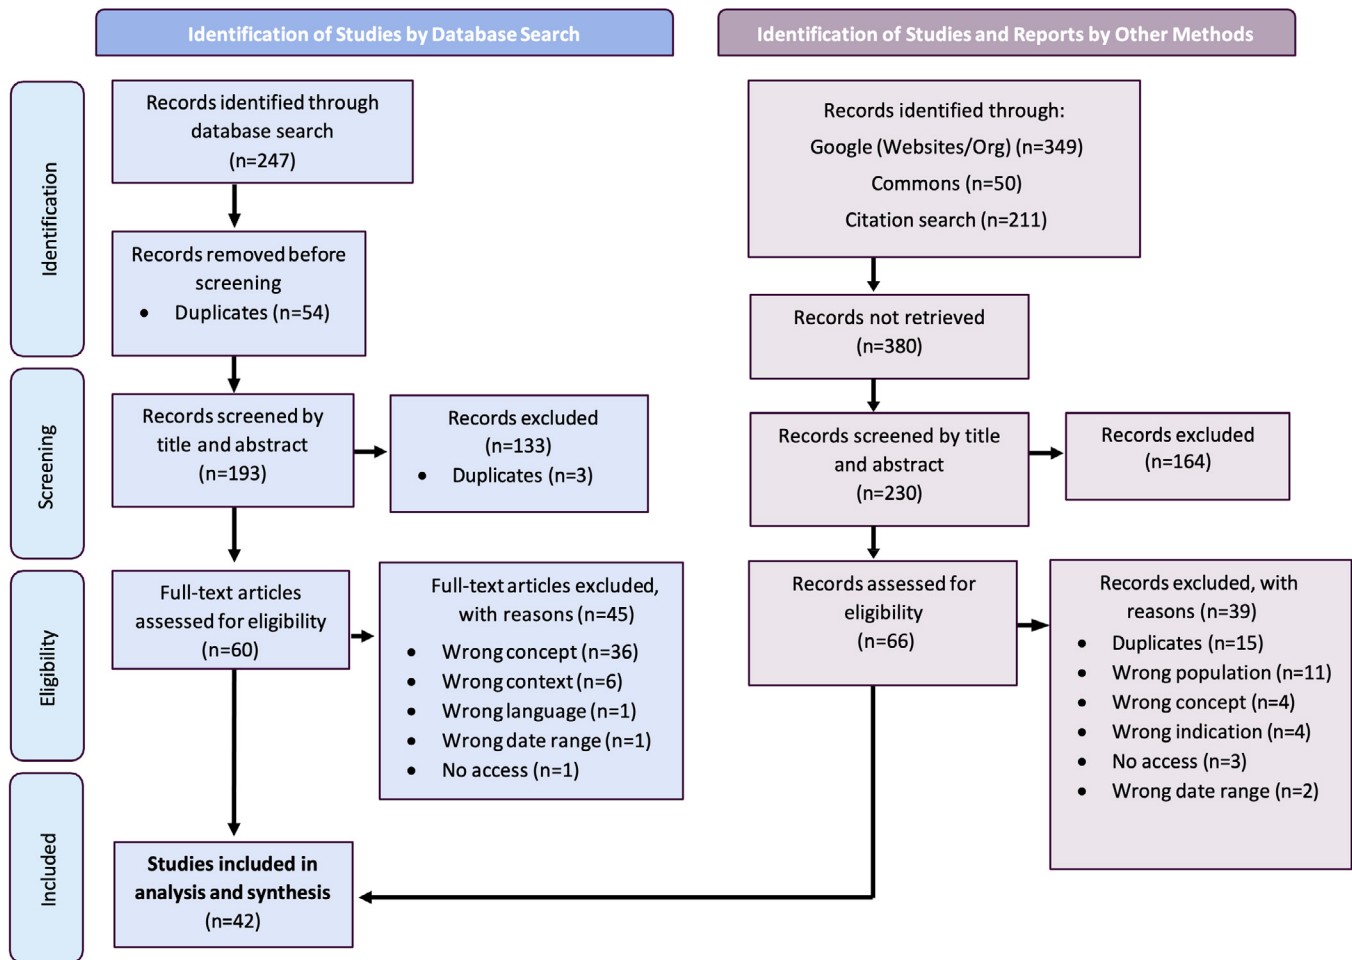 Identification of Studies by Database Search
Identification of Studies and Reports by Other Methods
Identification
Records identified through
database search
(n=247)
Records removed before
screening
• Duplicates (n=54)
Records identified through:
Google (Websites/Org) (n=349)
Commons (n=50)
Citation search (n=211)
Records not retrieved
(n=380)
Screening
Records screened by
title and abstract
(n=193)
Records excluded
(n=133)
• Duplicates (n=3)
Records screened by title
and abstract
(n=230)
Records excluded
(n=164)
Eligibility
Full-text articles
assessed for eligibility
(n=60)
Full-text articles excluded,
with reasons (n=45)
• Wrong concept (n=36)
• Wrong context (n=6)
• Wrong language (n=1)
• Wrong date range (n=1)
• No access (n=1)
Records assessed for
eligibility
(n=66)
Records excluded, with
reasons (n=39)
• Duplicates (n=15)
• Wrong population (n=11)
• Wrong concept (n=4)
• Wrong indication (n=4)
• No access (n=3)
• Wrong date range (n=2)
Included
Studies included in
analysis and synthesis
(n=42)